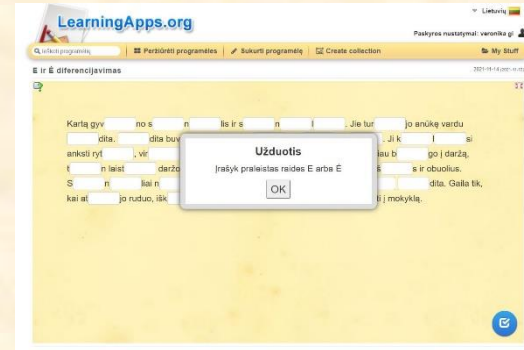 Lietuvių
LearningApps.org
Paskyros nustatymai: veronika gi
Ieškoti programėlių Peržiūrėti programėles Sukurti programėlę Create collection My Stuff
E ir Ė diferencijavimas
Kartą gyv no s n lis ir s n l . Jie tur jo anūkę vardu
dita. dita buv . Ji k l si
anksti ryt , vir iau b go į daržą,
t n laist daržo š s ir obuolius.
S n liai n dita. Gaila tik,
kai at jo ruduo, išk ti į mokyklą.
Užduotis
Įrašyk praleistas raides E arba Ė
OK